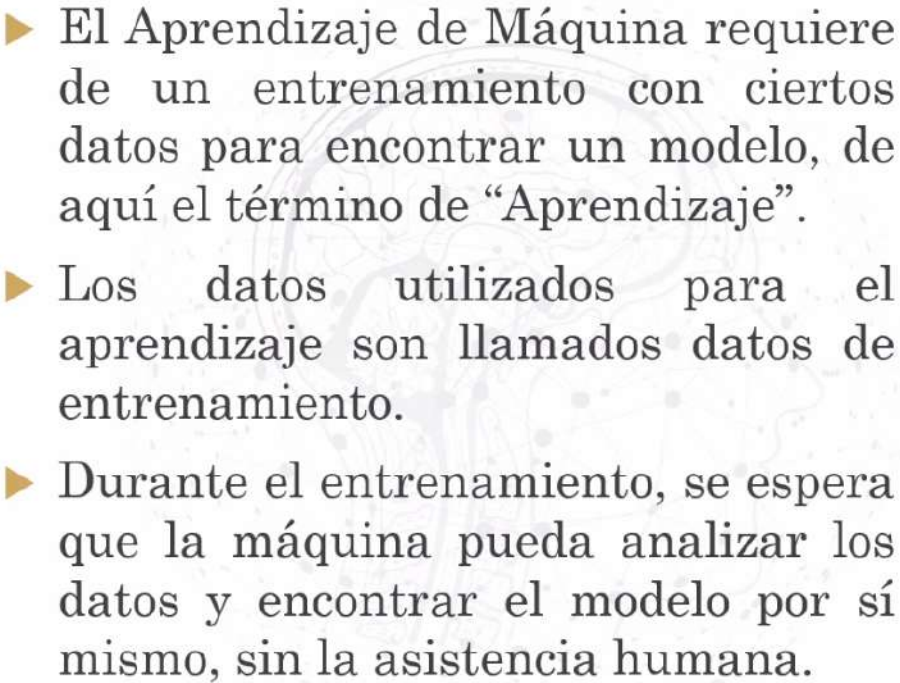 El Aprendizaje de Máquina requiere
de un entrenamiento con ciertos
datos para encontrar un modelo, de
aquí el término de “Aprendizaje”.
Los datos utilizados para el
aprendizaje son llamados datos de
entrenamiento.
Durante el entrenamiento, se espera
que la máquina pueda analizar los
datos y encontrar el modelo por sí
mismo, sin la asistencia humana.